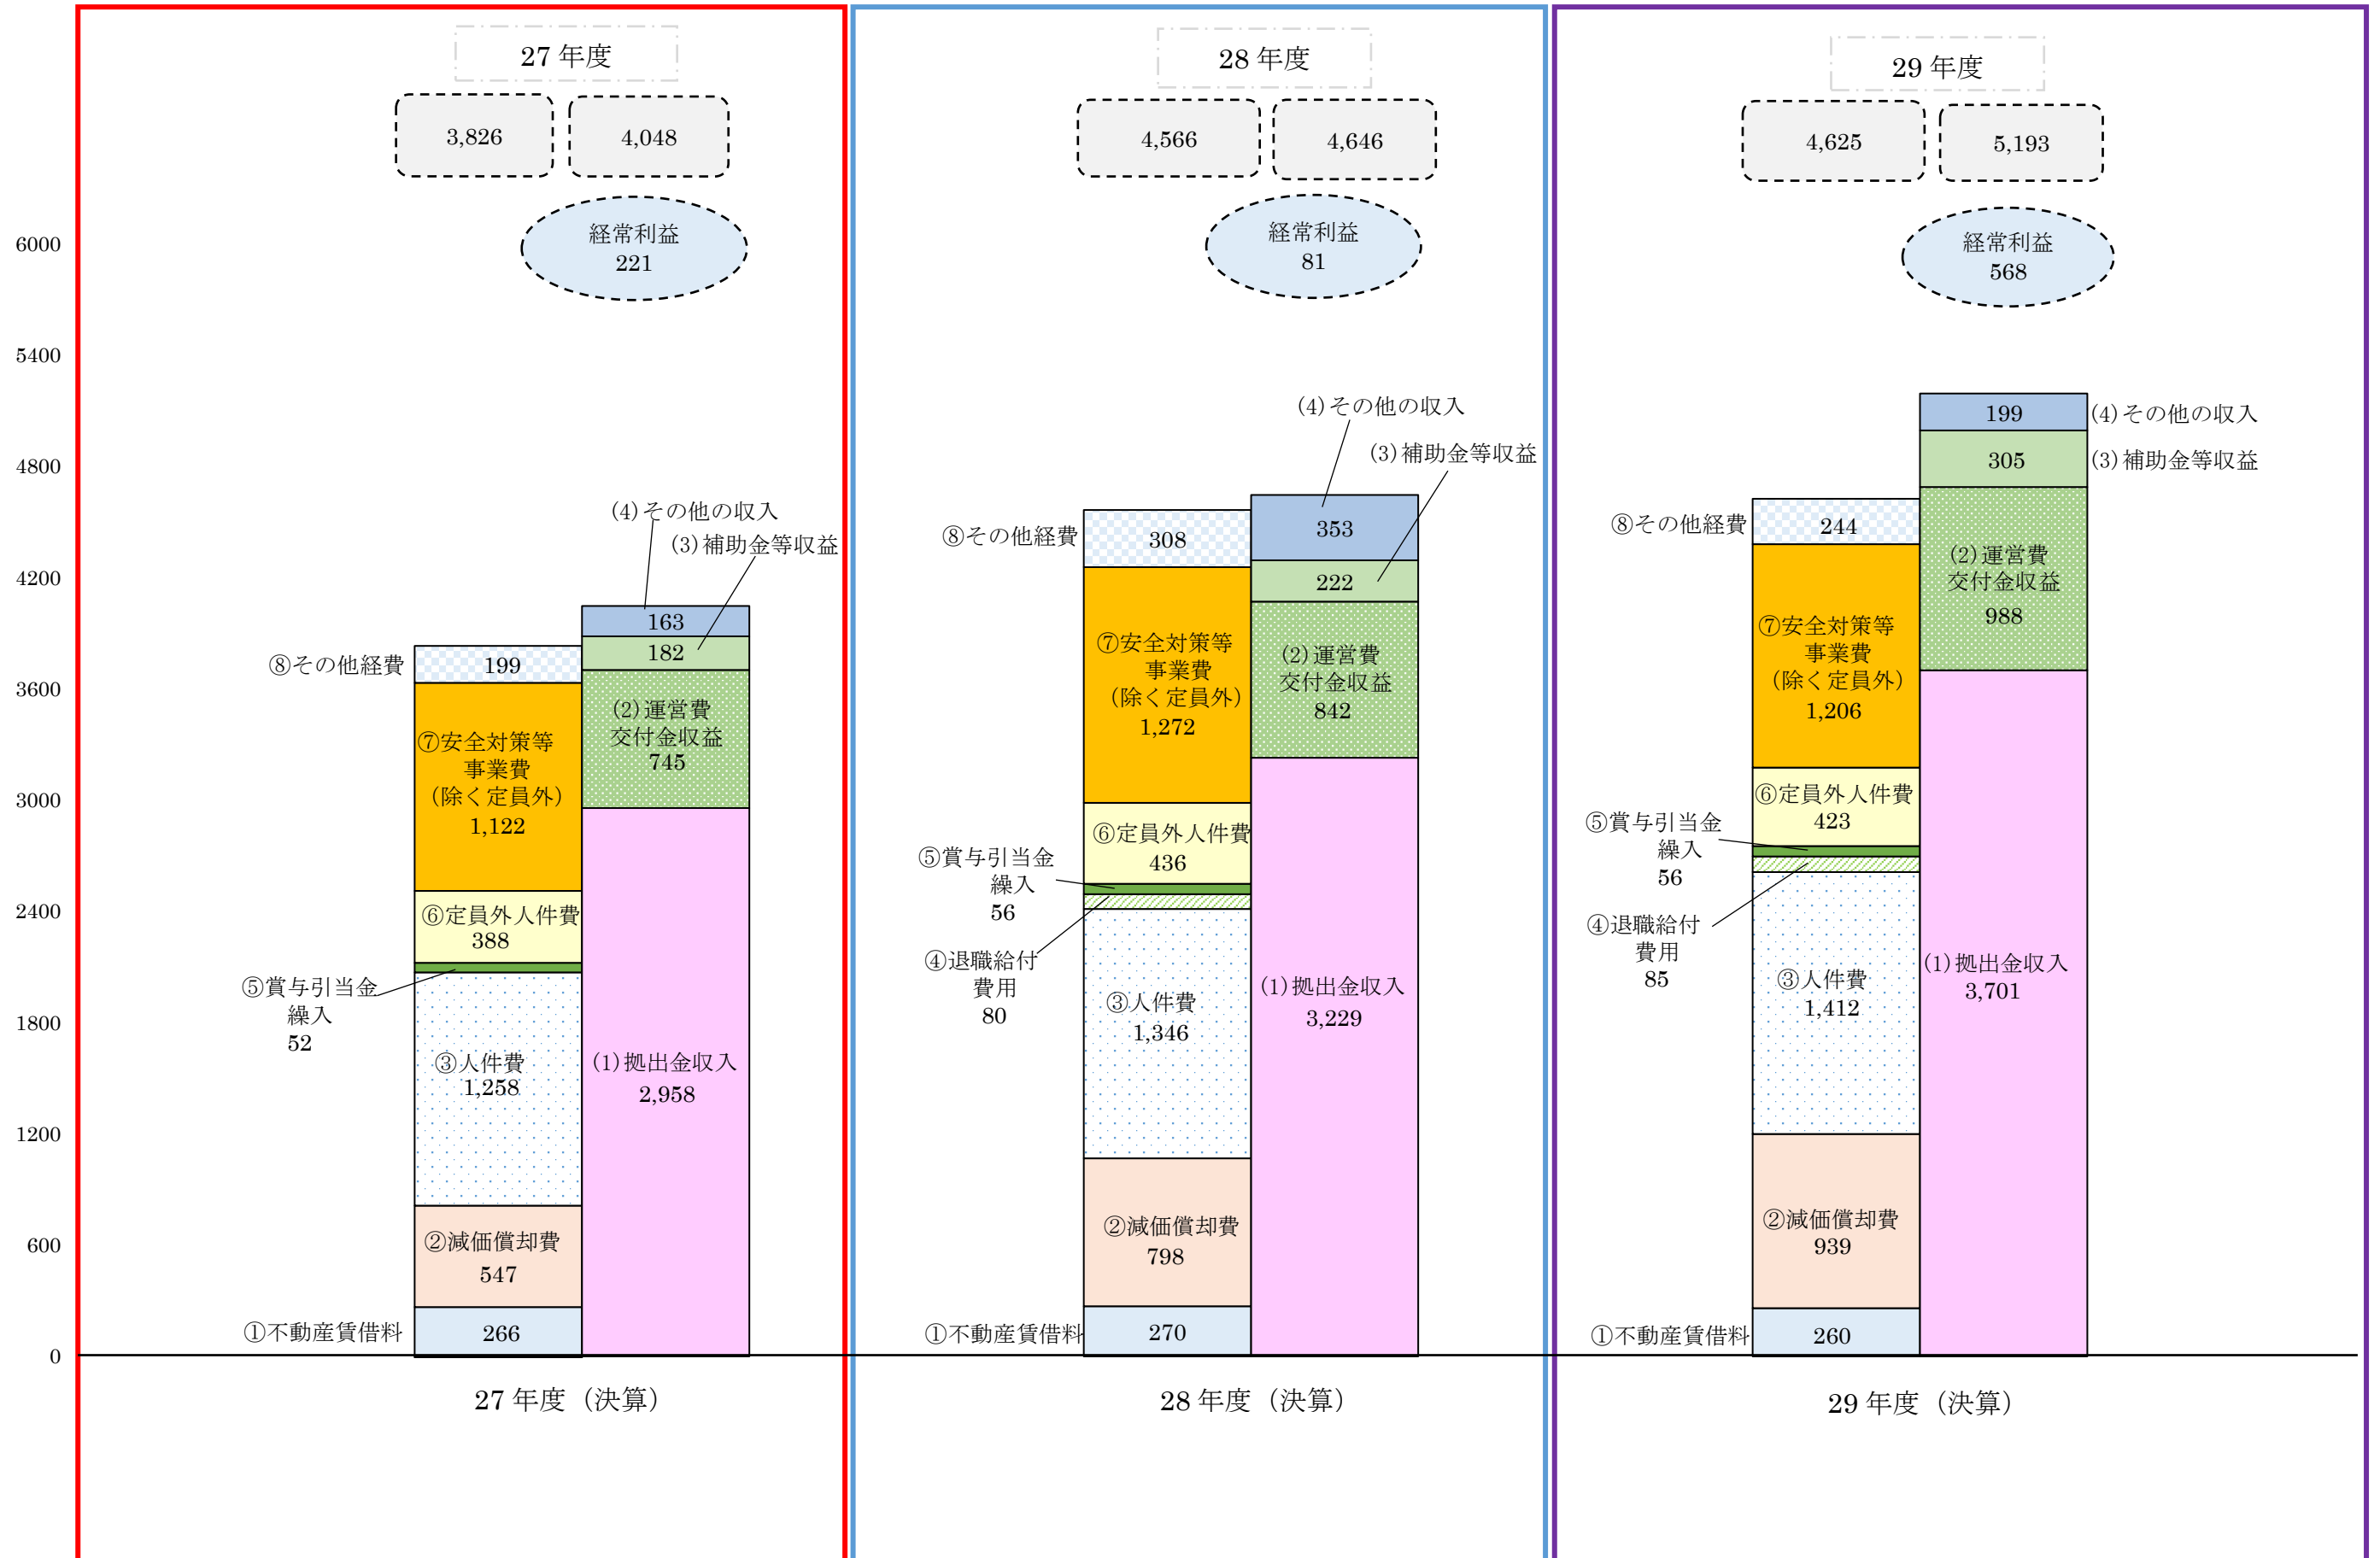 27 年度
3,826
4,048
経常利益
221
6000
5400
4800
4200
3600
3000
2400
1800
1200
600
0
(4)その他の収入
(3)補助金等収益
163
182
(2)運営費
交付金収益
745
(1)拠出金収入
2,958
⑧その他経費
199
⑦安全対策等
事業費
（除く定員外）
1,122
⑥定員外人件費
388
⑤賞与引当金
繰入
52
③人件費
1,258
②減価償却費
547
①不動産賃借料
266
27 年度（決算）
28 年度
4,566
4,646
経常利益
81
(4)その他の収入
(3)補助金等収益
353
222
(2)運営費
交付金収益
842
(1)拠出金収入
3,229
⑧その他経費
308
⑦安全対策等
事業費
（除く定員外）
1,272
⑥定員外人件費
436
⑤賞与引当金
繰入
56
④退職給付
費用
80
③人件費
1,346
②減価償却費
798
①不動産賃借料
270
28 年度（決算）
29 年度
4,625
5,193
経常利益
568
199
(4)その他の収入
305
(3)補助金等収益
(2)運営費
交付金収益
988
(1)拠出金収入
3,701
⑧その他経費
244
⑦安全対策等
事業費
（除く定員外）
1,206
⑥定員外人件費
423
⑤賞与引当金
繰入
56
④退職給付
費用
85
③人件費
1,412
②減価償却費
939
①不動産賃借料
260
29 年度（決算）